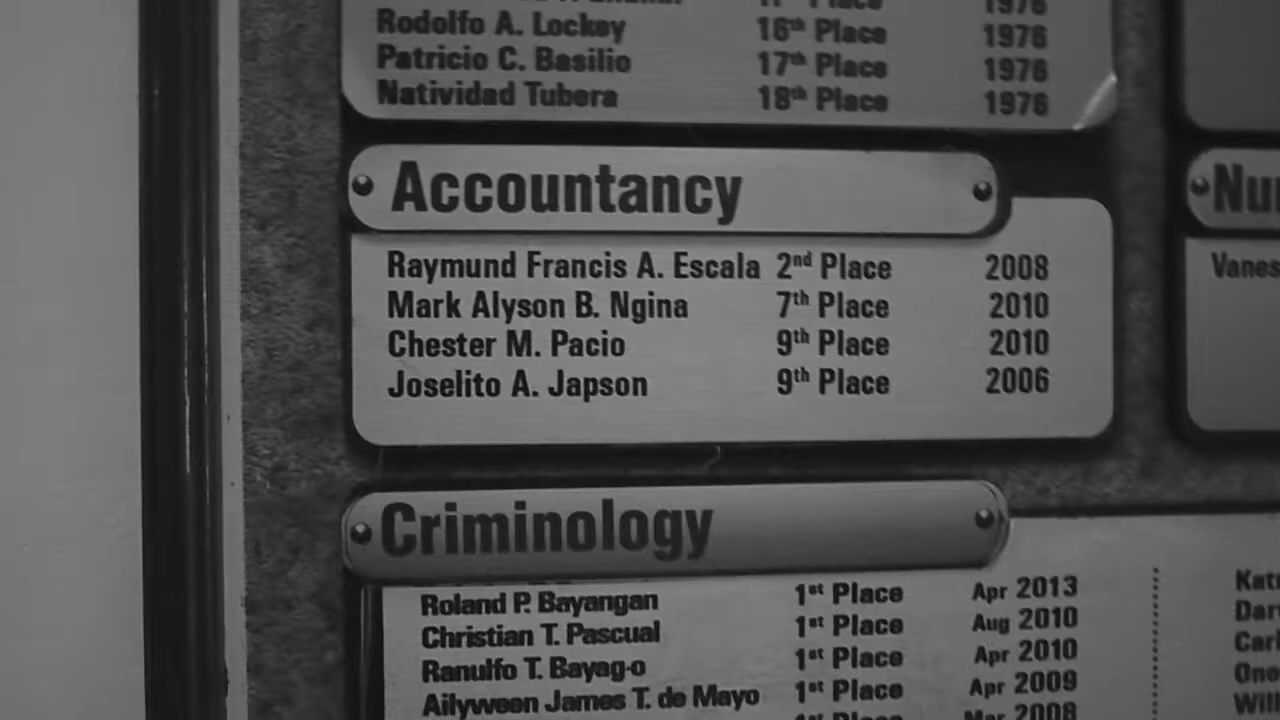 Rodolfo A. Lockey 16th Place 1976
Patricio C. Basilio 17th Place 1976
Natividad Tubera 18th Place 1976
Accountancy
Raymund Francis A. Escala 2nd Place 2008
Mark Alyson B. Ngina 7th Place 2010
Chester M. Pacio 9th Place 2010
Joselito A. Japson 9th Place 2006
Criminology
Roland P. Bayangan 1st Place Apr 2013
Christian T. Pascual 1st Place Aug 2010
Ranulfo T. Bayag-o 1st Place Apr 2010
Ailyween James T. de Mayo 1st Place Apr 2009
Mar 2008